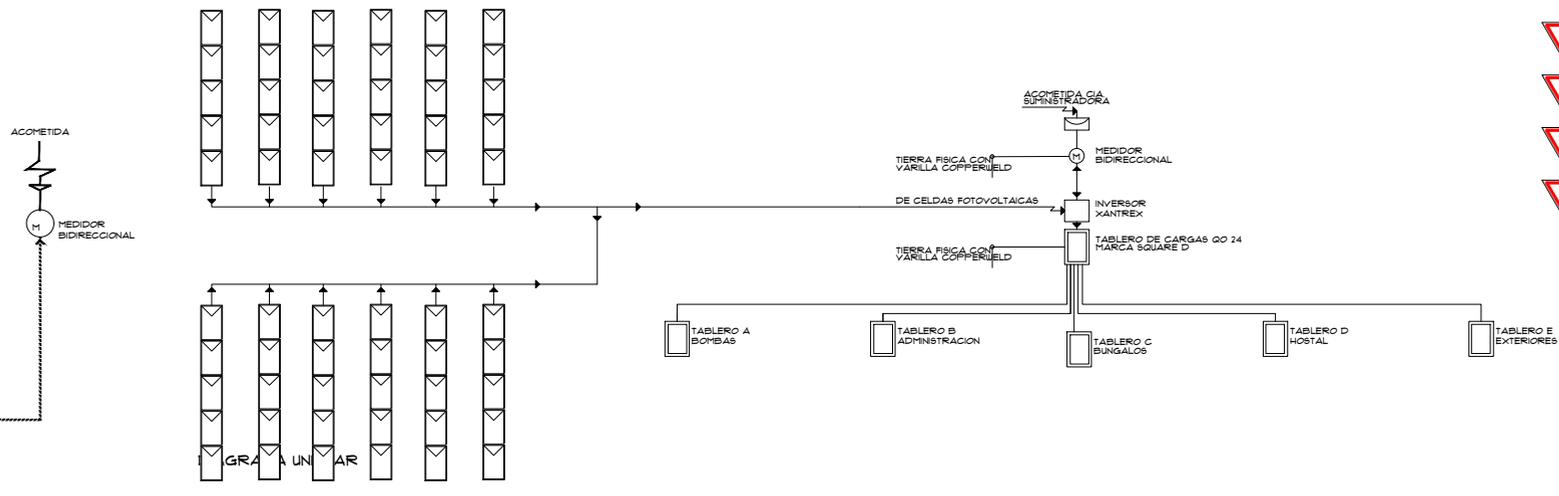 ACOMETIDA
M
MEDIDOR
BIDIRECCIONAL
ACOMETIDA CIA
SUMINISTRADORA
M
MEDIDOR
BIDIRECCIONAL
TIERRA FISICA CON
VARILLA COPPERWELD
DE CELDAS FOTOVOLTAICAS
INVERSOR
XANTREX
TIERRA FISICA CON
VARILLA COPPERWELD
TABLERO DE CARGAS QO 24
MARCA SQUARE D
TABLERO A
BOMBAS
TABLERO B
ADMINISTRACION
TABLERO C
BUNGALOS
TABLERO D
HOSTAL
TABLERO E
EXTERIORES